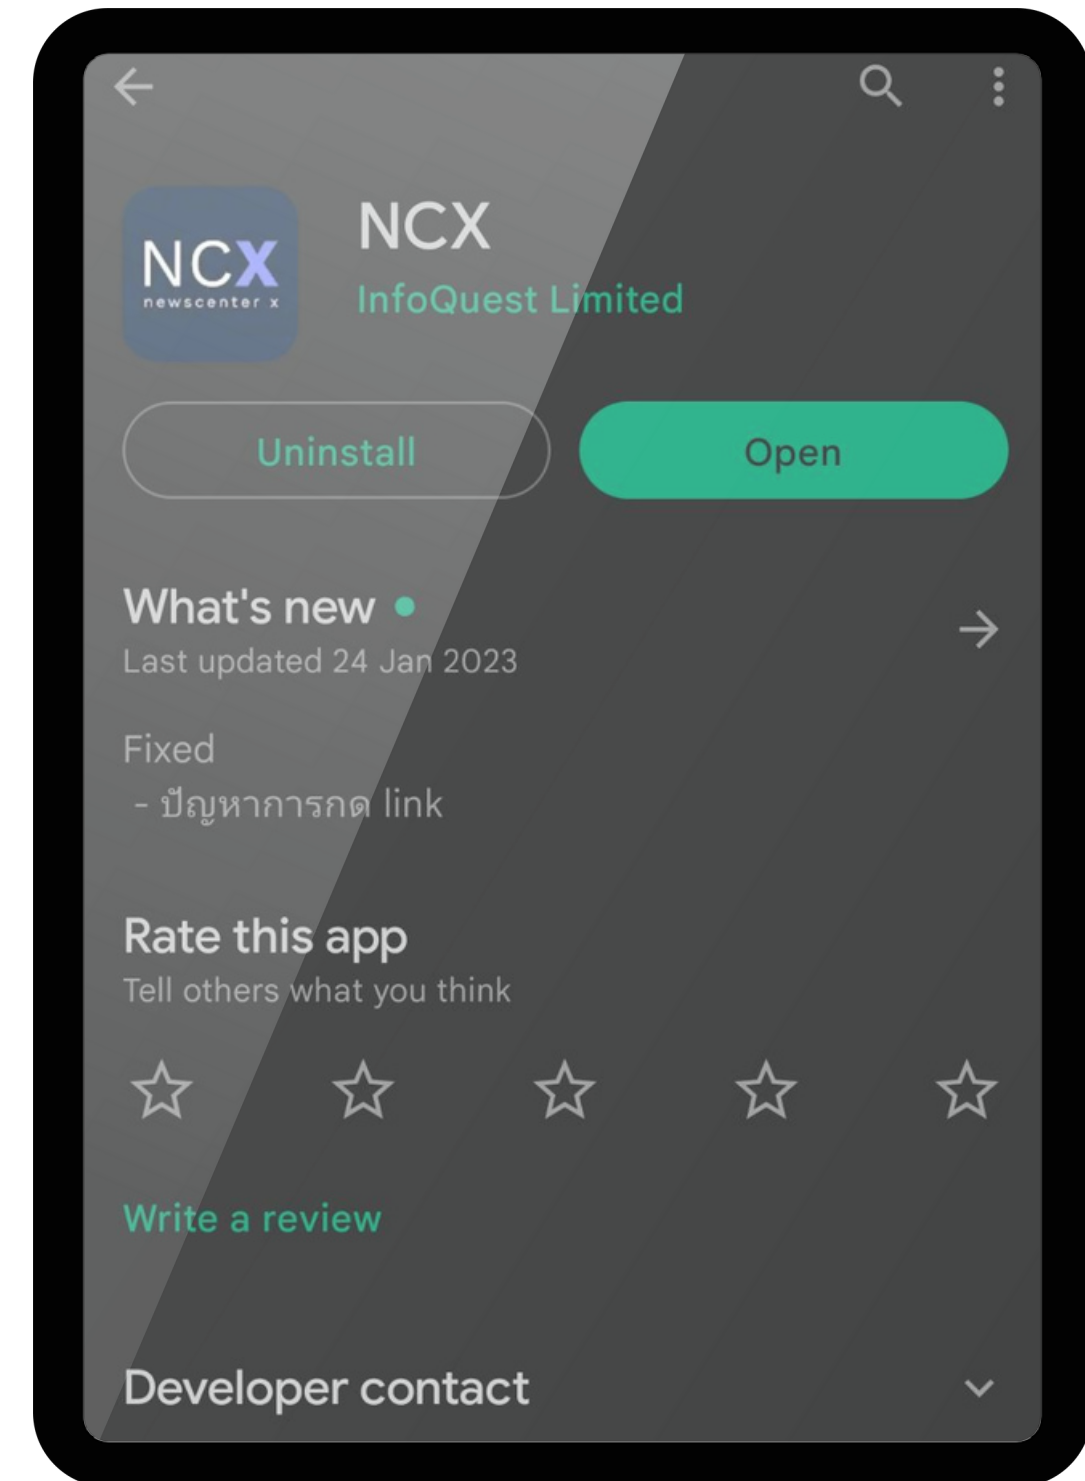 NCX
newscenter x
NCX
InfoQuest Limited
Uninstall
Open
What's new
Last updated 24 Jan 2023
Fixed
- ปัญหาการกด link
Rate this app
Tell others what you think
Write a review
Developer contact